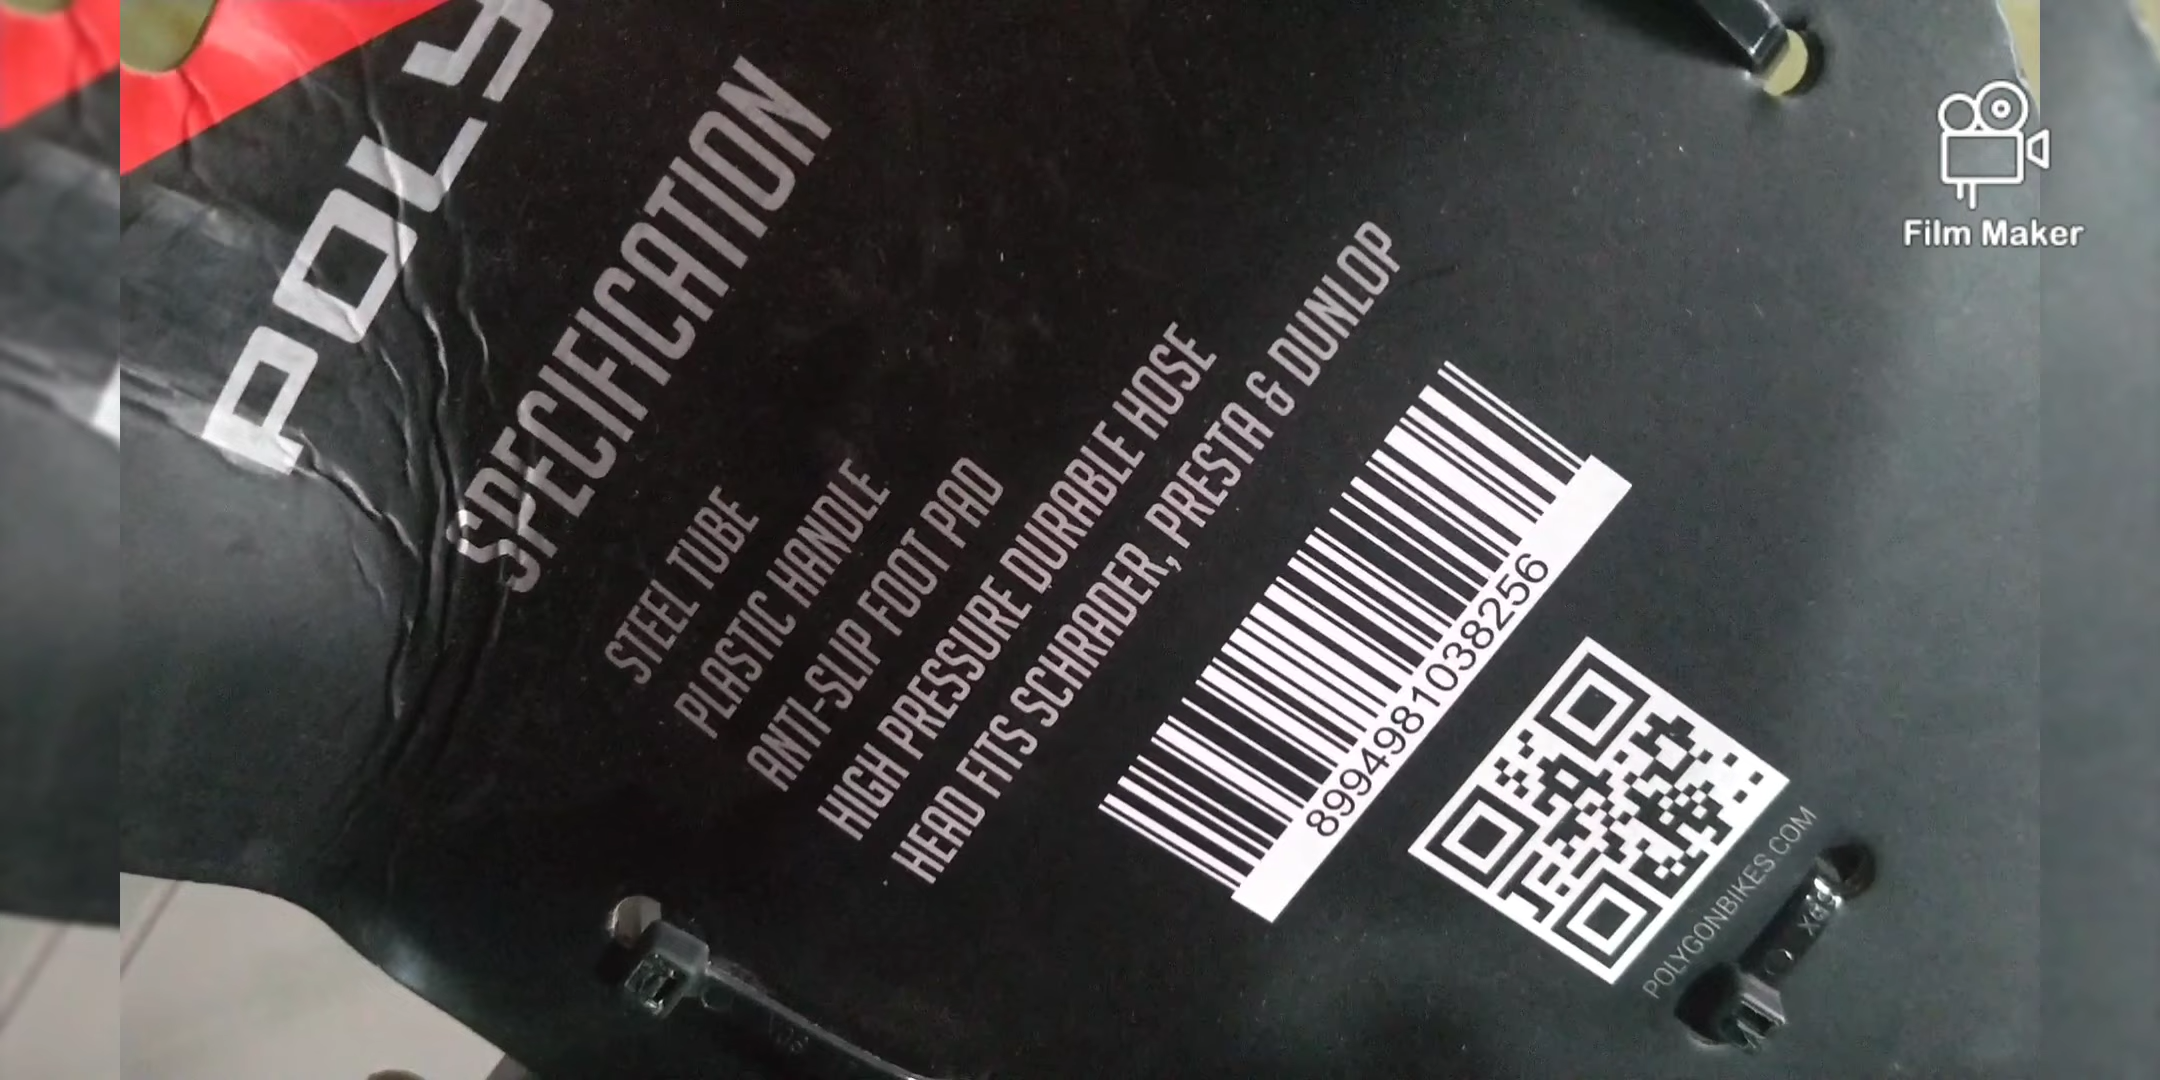 POLY
SPECIFICATION
STEEL TUBE
PLASTIC HANDLE
ANTI-SLIP FOOT PAD
HIGH PRESSURE DURABLE HOSE
HEAD FITS SCHRADER, PRESTA & DUNLOP
8994981038256
POLYGONBIKES.COM
Film Maker